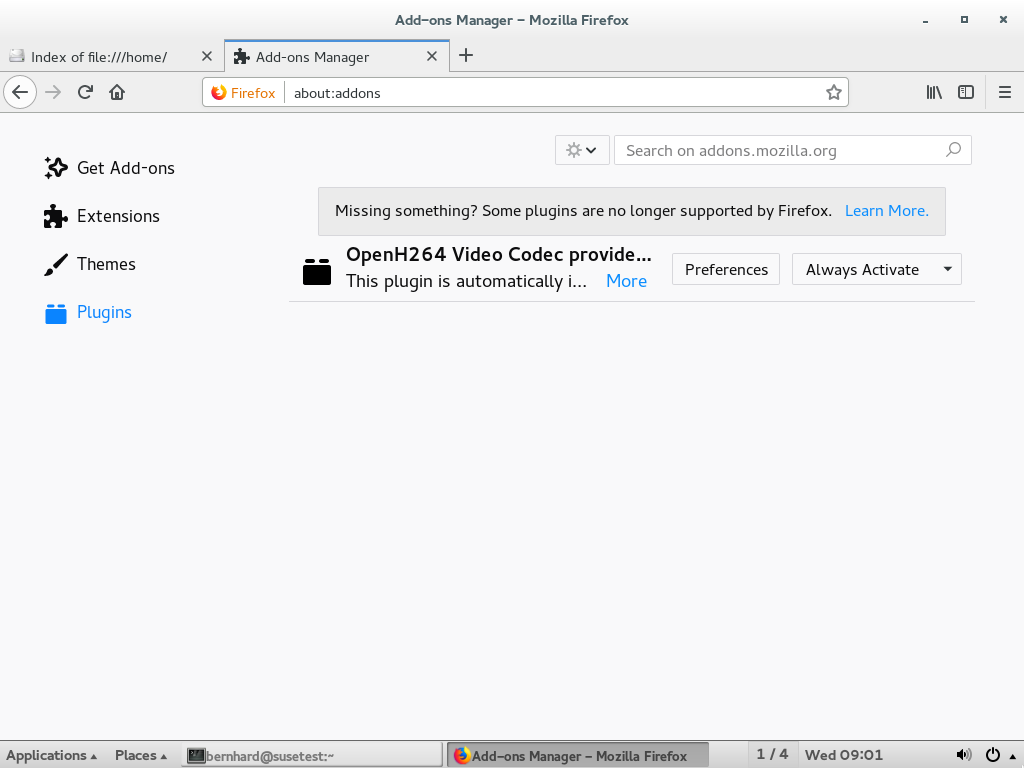 Add-ons Manager - Mozilla Firefox
Index of file:///home/
Add-ons Manager
Firefox
about:addons
Get Add-ons
Extensions
Themes
Plugins
Search on addons.mozilla.org
Missing something? Some plugins are no longer supported by Firefox. Learn More.
OpenH264 Video Codec provide...
This plugin is automatically i... More
Preferences
Always Activate
Applications
Places
bernhard@susetest:~
Add-ons Manager - Mozilla Firefox
1 / 4
Wed 09:01